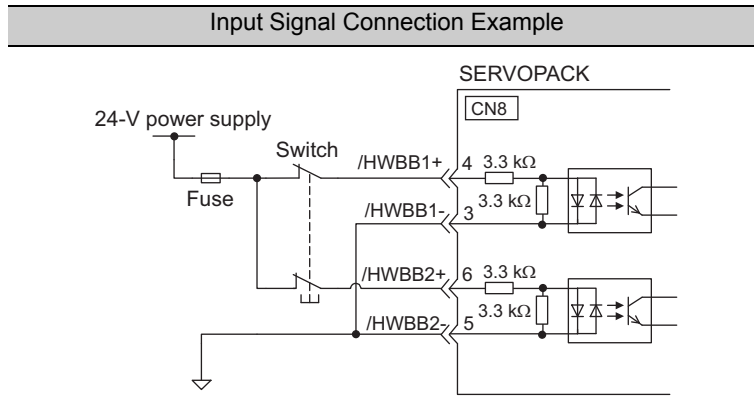 Input Signal Connection Example
SERVOPACK
CN8
24-V power supply
Switch
Fuse
/HWBB1+ 4 3.3 kΩ
3.3 kΩ
/HWBB1- 3
/HWBB2+ 6 3.3 kΩ
3.3 kΩ
/HWBB2- 5